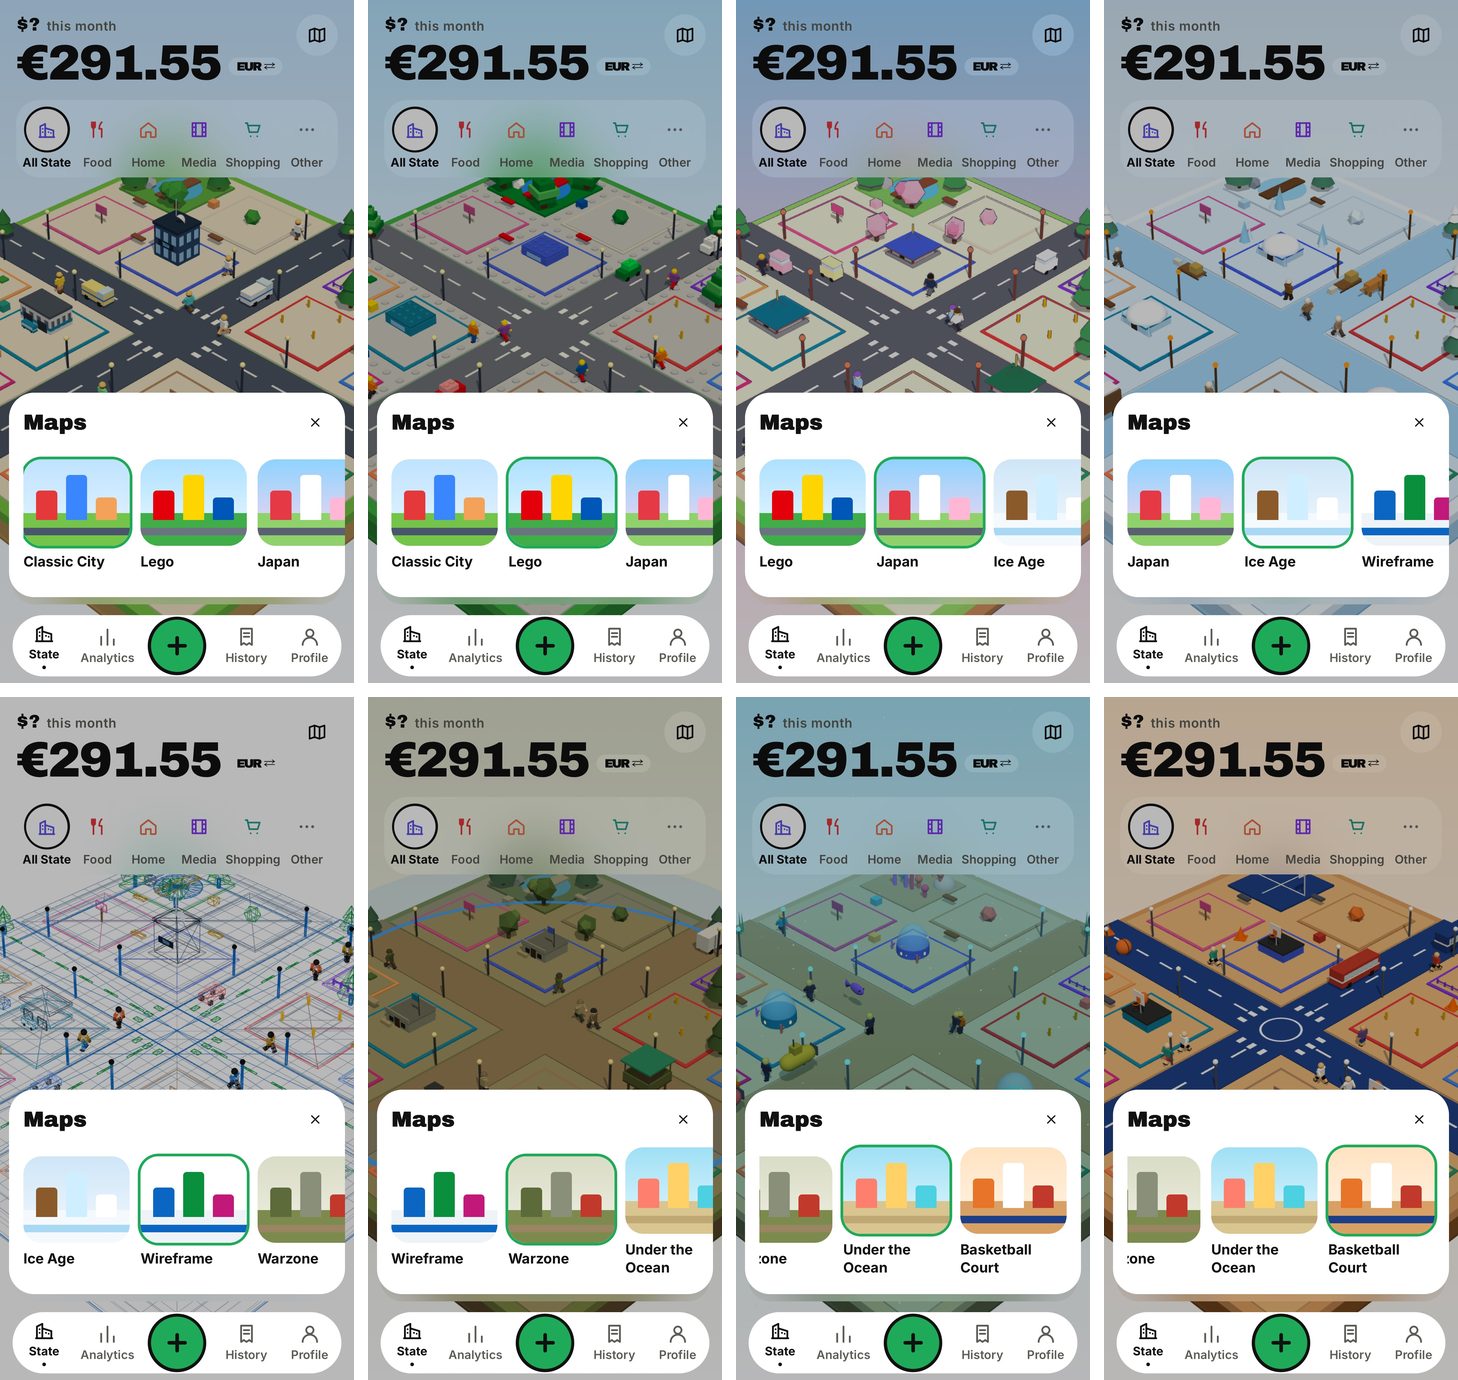 $? this month
€291.55 EUR
All State Food Home Media Shopping Other
Maps
Classic City Lego Japan
State Analytics History Profile
$? this month
€291.55 EUR
All State Food Home Media Shopping Other
Maps
Classic City Lego Japan
State Analytics History Profile
$? this month
€291.55 EUR
All State Food Home Media Shopping Other
Maps
Lego Japan Ice Age
State Analytics History Profile
$? this month
€291.55 EUR
All State Food Home Media Shopping Other
Maps
Japan Ice Age Wireframe
State Analytics History Profile
$? this month
€291.55 EUR
All State Food Home Media Shopping Other
Maps
Ice Age Wireframe Warzone
State Analytics History Profile
$? this month
€291.55 EUR
All State Food Home Media Shopping Other
Maps
Wireframe Warzone Under the
Ocean
State Analytics History Profile
$? this month
€291.55 EUR
All State Food Home Media Shopping Other
Maps
zone Under the Basketball
Ocean Court
State Analytics History Profile
$? this month
€291.55 EUR
All State Food Home Media Shopping Other
Maps
zone Under the Basketball
Ocean Court
State Analytics History Profile